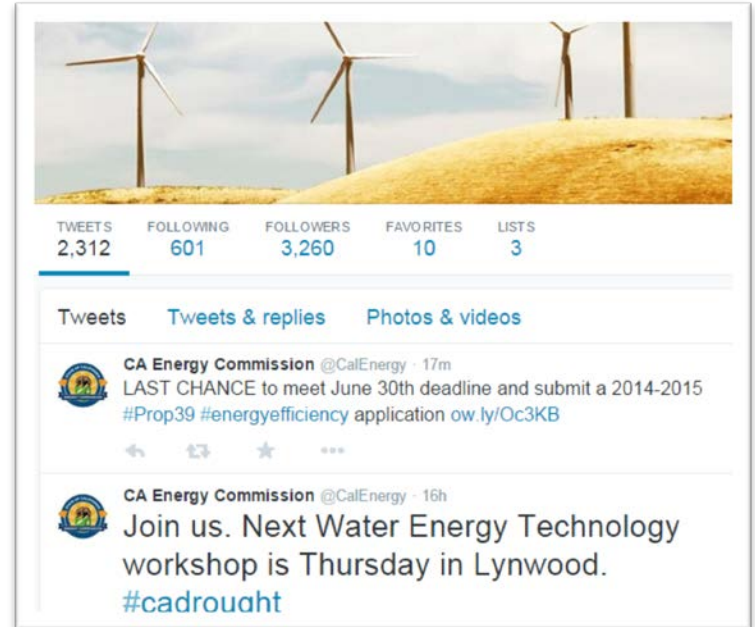 TWEETS FOLLOWING FOLLOWERS FAVORITES LISTS
2,312 601 3,260 10 3
Tweets Tweets & replies Photos & videos
CA Energy Commission @CalEnergy · 17m
LAST CHANCE to meet June 30th deadline and submit a 2014-2015
#Prop39 #energyefficiency application ow.ly/Oc3KB
CA Energy Commission @CalEnergy · 16h
Join us. Next Water Energy Technology
workshop is Thursday in Lynwood.
#cadrought